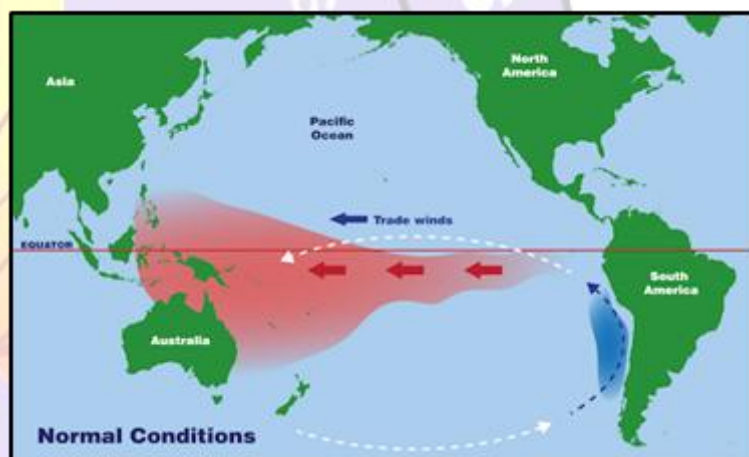 Asia
North
America
Pacific
Ocean
Trade winds
EQUATOR
South
America
Australia
Normal Conditions